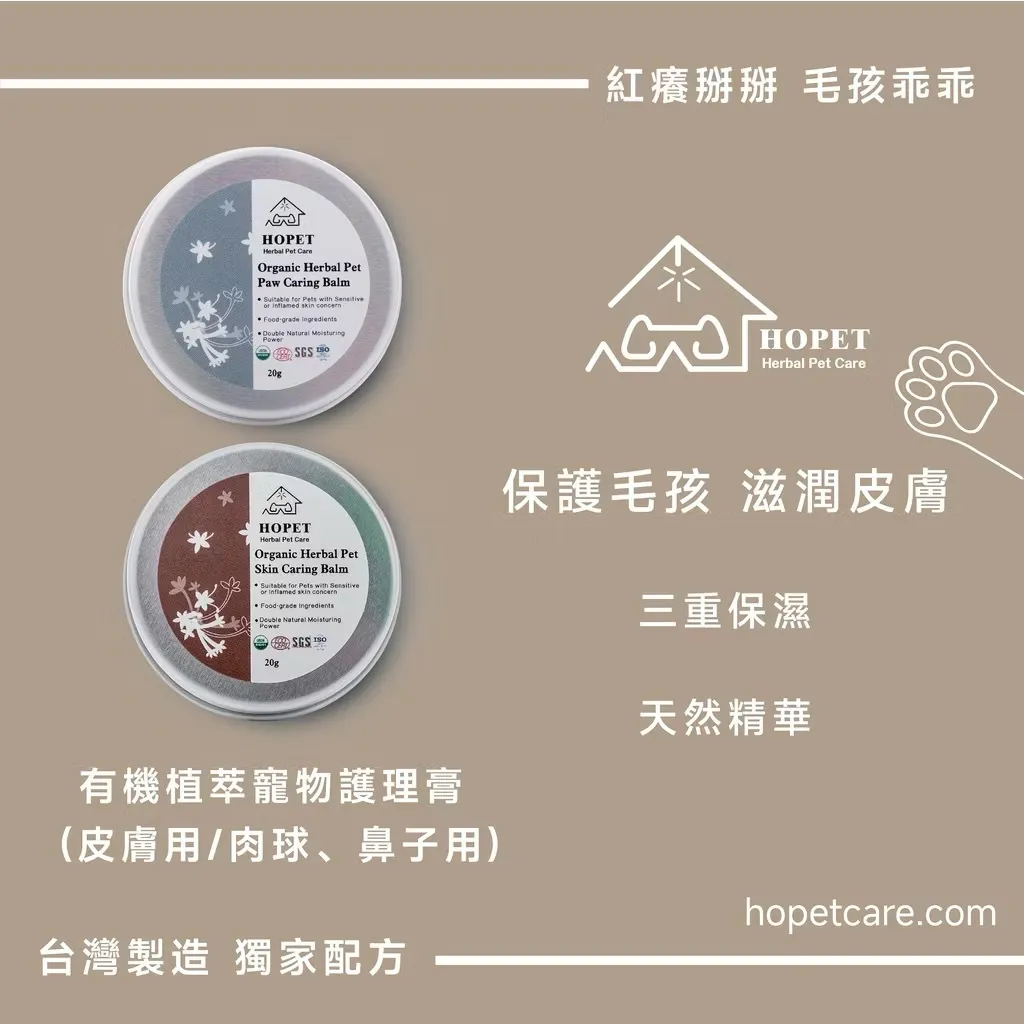 紅癢掰掰 毛孩乖乖
HOPET
Herbal Pet Care
Organic Herbal Pet
Paw Caring Balm
• Suitable for Pets with Sensitive
or Inflamed skin concern
• Food-grade Ingredients
• Double Natural Moisturing
Power
SGS ISO
20g
HOPET
Herbal Pet Care
Organic Herbal Pet
Skin Caring Balm
• Suitable for Pets with Sensitive
or Inflamed skin concern
• Food-grade Ingredients
• Double Natural Moisturing
Power
SGS ISO
20g
HOPET
Herbal Pet Care
保護毛孩 滋潤皮膚
三重保濕
天然精華
有機植萃寵物護理膏
(皮膚用/肉球、鼻子用)
hopetcare.com
台灣製造 獨家配方